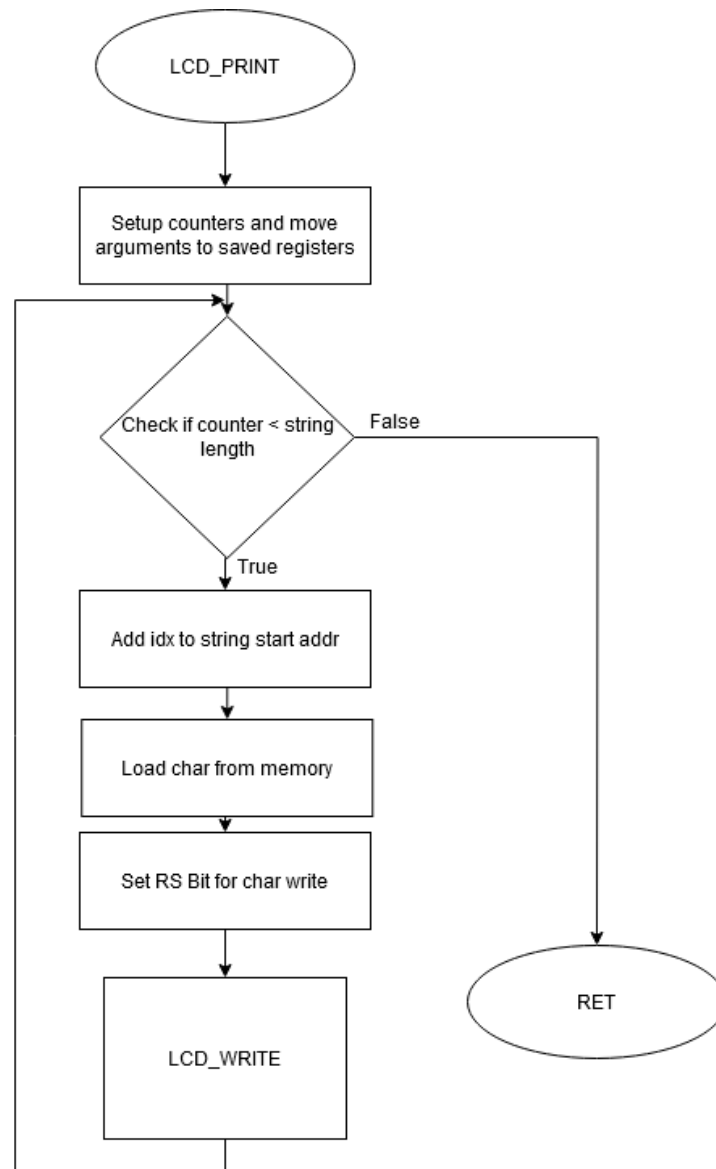 LCD_PRINT
Setup counters and move
arguments to saved registers
Check if counter < string
length
False
True
Add idx to string start addr
Load char from memory
Set RS Bit for char write
LCD_WRITE
RET